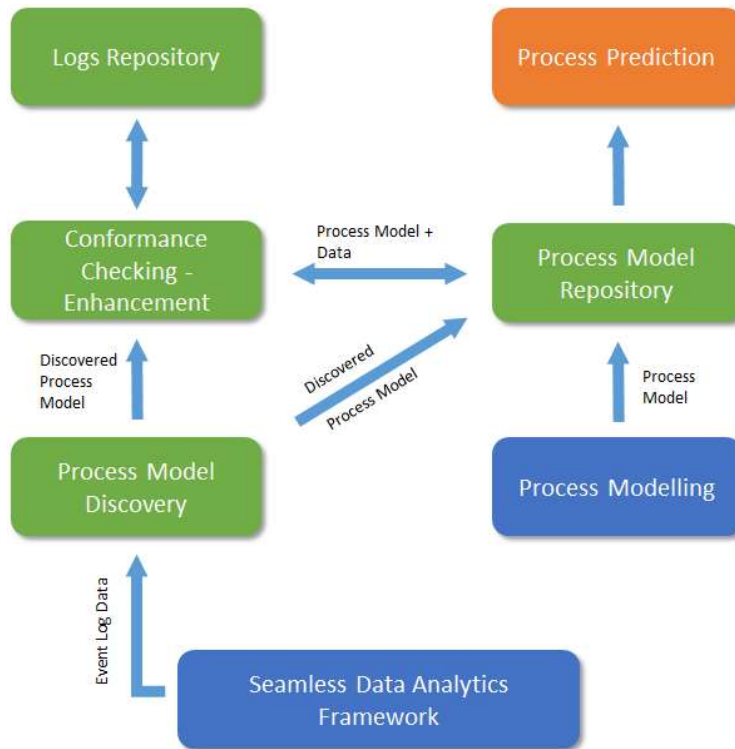 Logs Repository
Process Prediction
Conformance
Checking -
Enhancement
Process Model +
Data
Process Model
Repository
Discovered
Process
Model
Discovered
Process Model
Process
Model
Process Model
Discovery
Process Modelling
Event Log Data
Seamless Data Analytics
Framework